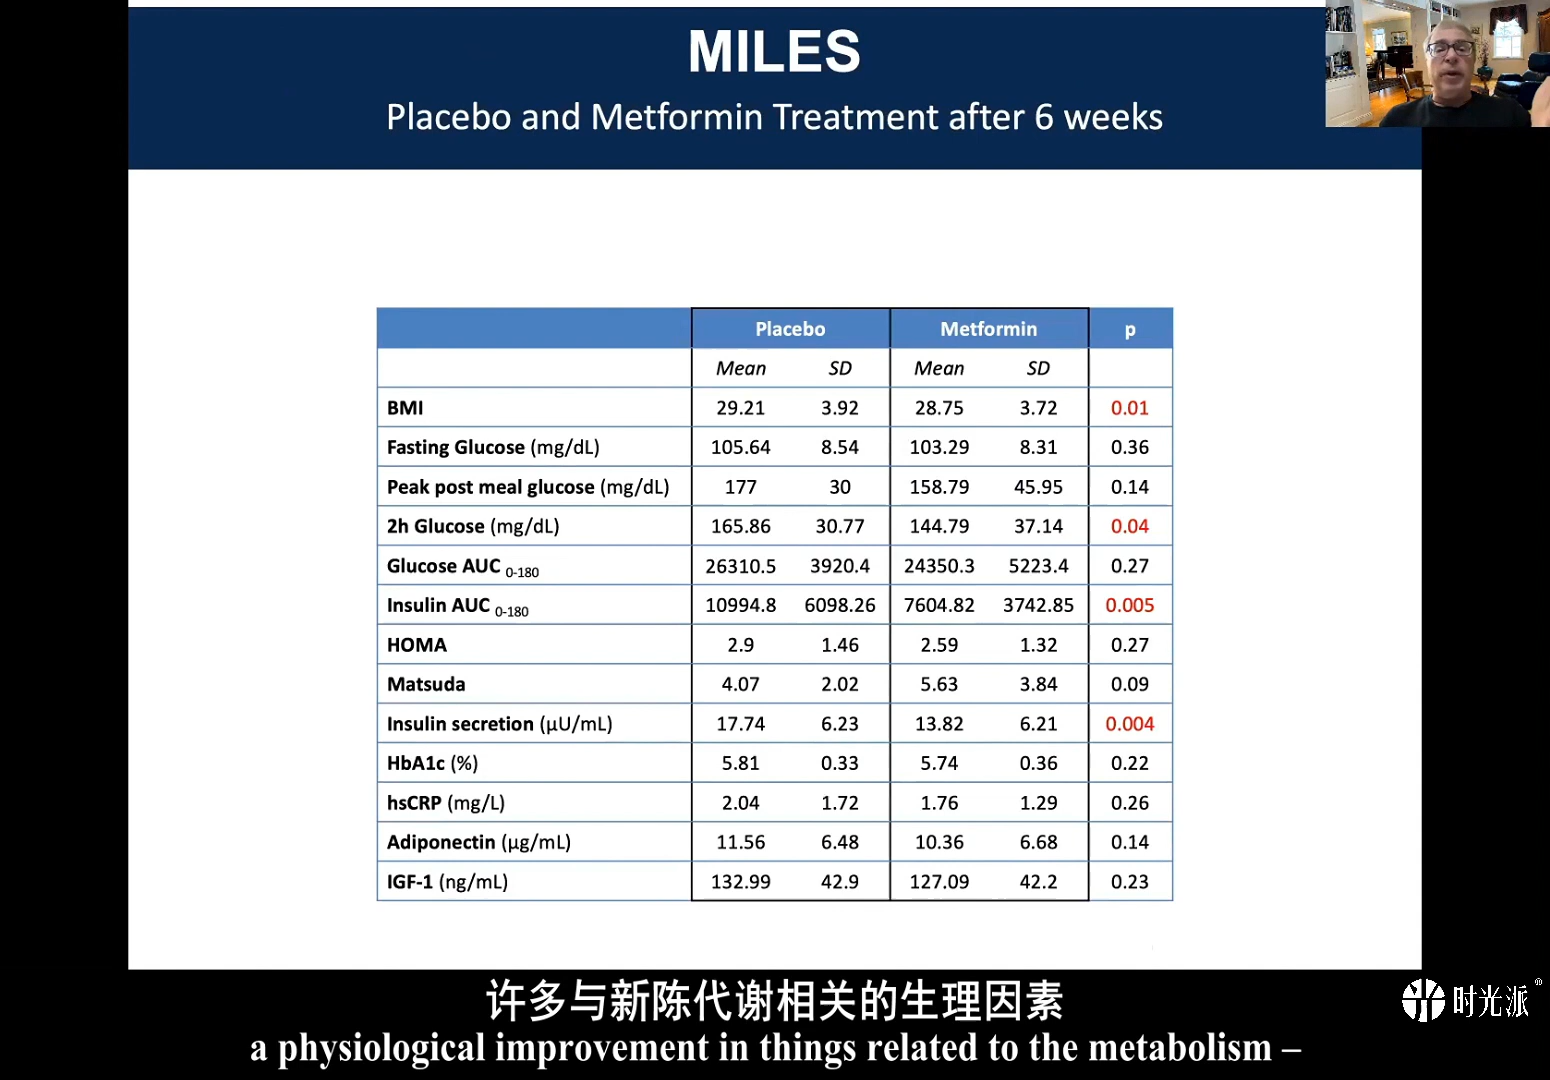 MILES
Placebo and Metformin Treatment after 6 weeks
Placebo Metformin p
Mean SD Mean SD
BMI 29.21 3.92 28.75 3.72 0.01
Fasting Glucose (mg/dL) 105.64 8.54 103.29 8.31 0.36
Peak post meal glucose (mg/dL) 177 30 158.79 45.95 0.14
2h Glucose (mg/dL) 165.86 30.77 144.79 37.14 0.04
Glucose AUC 0-180 26310.5 3920.4 24350.3 5223.4 0.27
Insulin AUC 0-180 10994.8 6098.26 7604.82 3742.85 0.005
HOMA 2.9 1.46 2.59 1.32 0.27
Matsuda 4.07 2.02 5.63 3.84 0.09
Insulin secretion (µU/mL) 17.74 6.23 13.82 6.21 0.004
HbA1c (%) 5.81 0.33 5.74 0.36 0.22
hsCRP (mg/L) 2.04 1.72 1.76 1.29 0.26
Adiponectin (µg/mL) 11.56 6.48 10.36 6.68 0.14
IGF-1 (ng/mL) 132.99 42.9 127.09 42.2 0.23
许多与新陈代谢相关的生理因素
a physiological improvement in things related to the metabolism –
时光派®